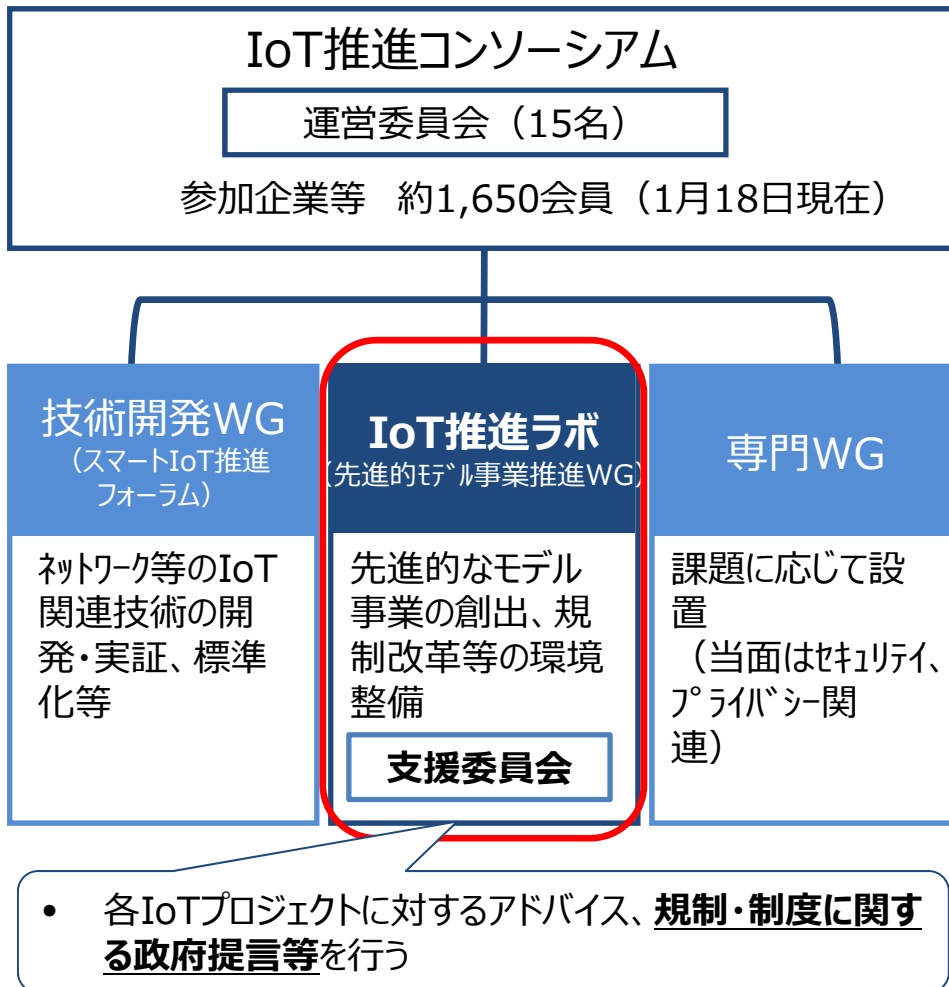 IoT推進コンソーシアム
運営委員会（15名）
参加企業等　約1,650会員（1月18日現在）
技術開発WG
（スマートIoT推進
フォーラム）
ﾈｯﾄﾜｰｸ等のIoT
関連技術の開
発・実証、標準
化等
IoT推進ラボ
（先進的ﾓﾃﾞﾙ事業推進WG）
先進的なモデル
事業の創出、規
制改革等の環境
整備
支援委員会
専門WG
課題に応じて設
置
（当面はｾｷｭﾘﾃｲ、
ﾌﾟﾗｲﾊﾞｼｰ関
連）
• 各IoTプロジェクトに対するアドバイス、規制・制度に関す
る政府提言等を行う